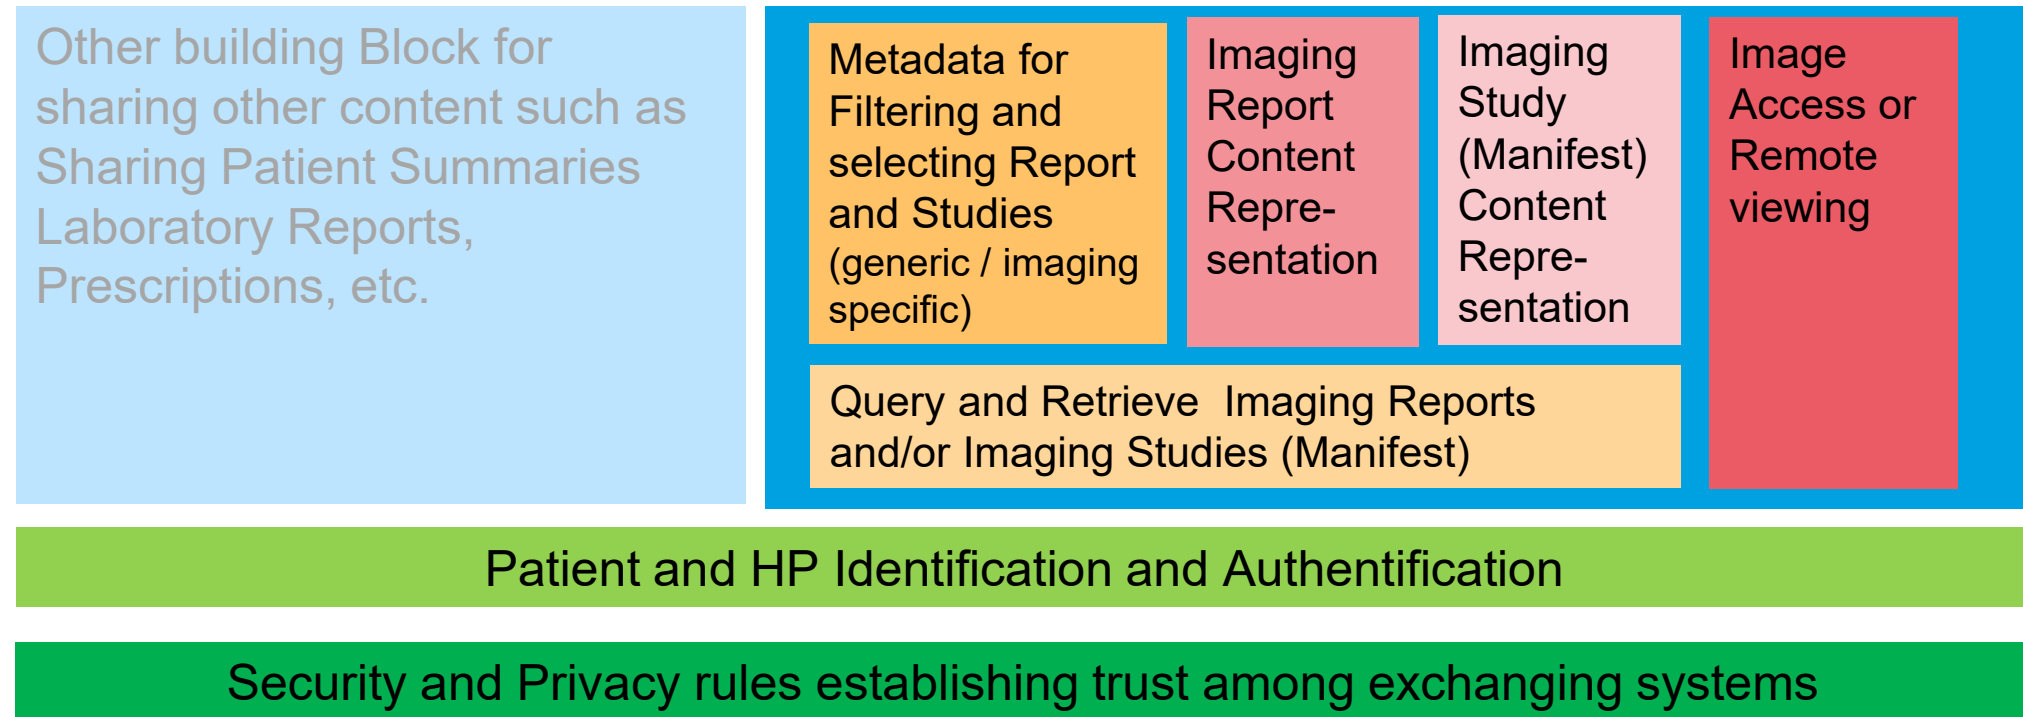 Other building Block for
sharing other content such as
Sharing Patient Summaries
Laboratory Reports,
Prescriptions, etc.
Metadata for
Filtering and
selecting Report
and Studies
(generic / imaging
specific)
Imaging
Report
Content
Repre-
sentation
Imaging
Study
(Manifest)
Content
Repre-
sentation
Image
Access or
Remote
viewing
Query and Retrieve  Imaging Reports
and/or Imaging Studies (Manifest)
Patient and HP Identification and Authentification
Security and Privacy rules establishing trust among exchanging systems